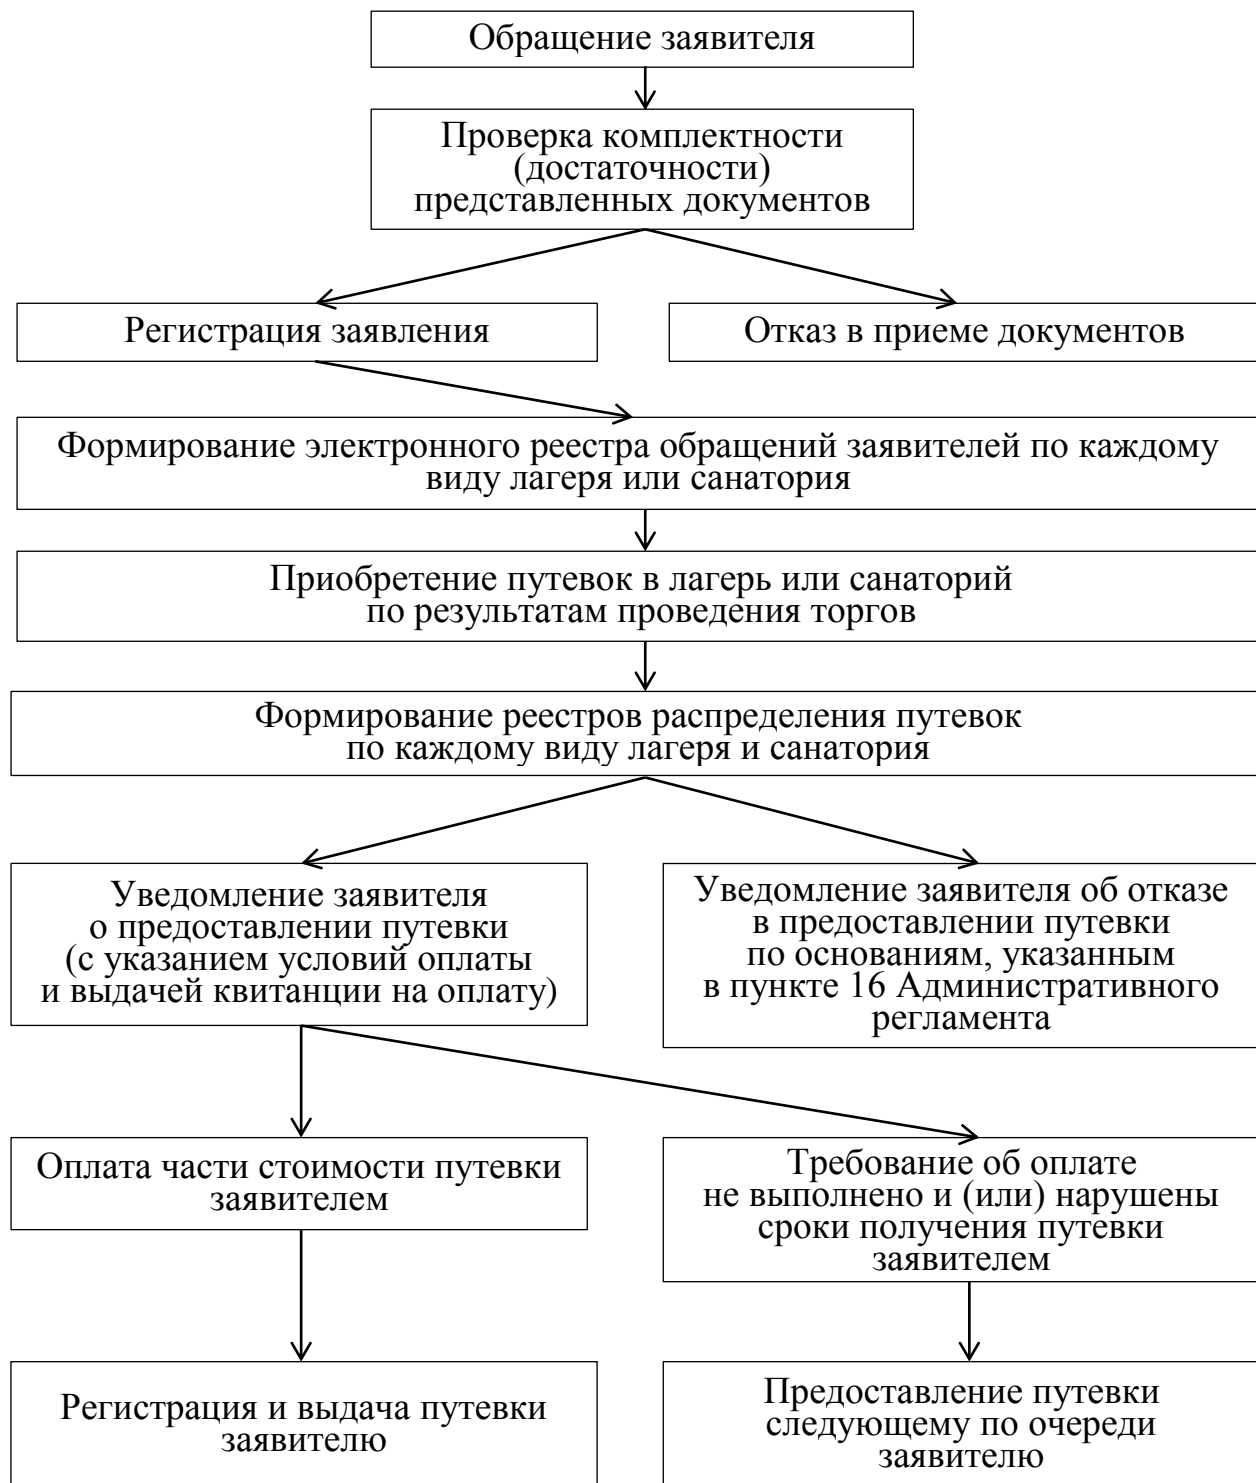 Обращение заявителя
Проверка комплектности
(достаточности)
представленных документов
Регистрация заявления
Отказ в приеме документов
Формирование электронного реестра обращений заявителей по каждому
виду лагеря или санатория
Приобретение путевок в лагерь или санаторий
по результатам проведения торгов
Формирование реестров распределения путевок
по каждому виду лагеря и санатория
Уведомление заявителя
о предоставлении путевки
(с указанием условий оплаты
и выдачей квитанции на оплату)
Уведомление заявителя об отказе
в предоставлении путевки
по основаниям, указанным
в пункте 16 Административного
регламента
Оплата части стоимости путевки
заявителем
Требование об оплате
не выполнено и (или) нарушены
сроки получения путевки
заявителем
Регистрация и выдача путевки
заявителю
Предоставление путевки
следующему по очереди
заявителю